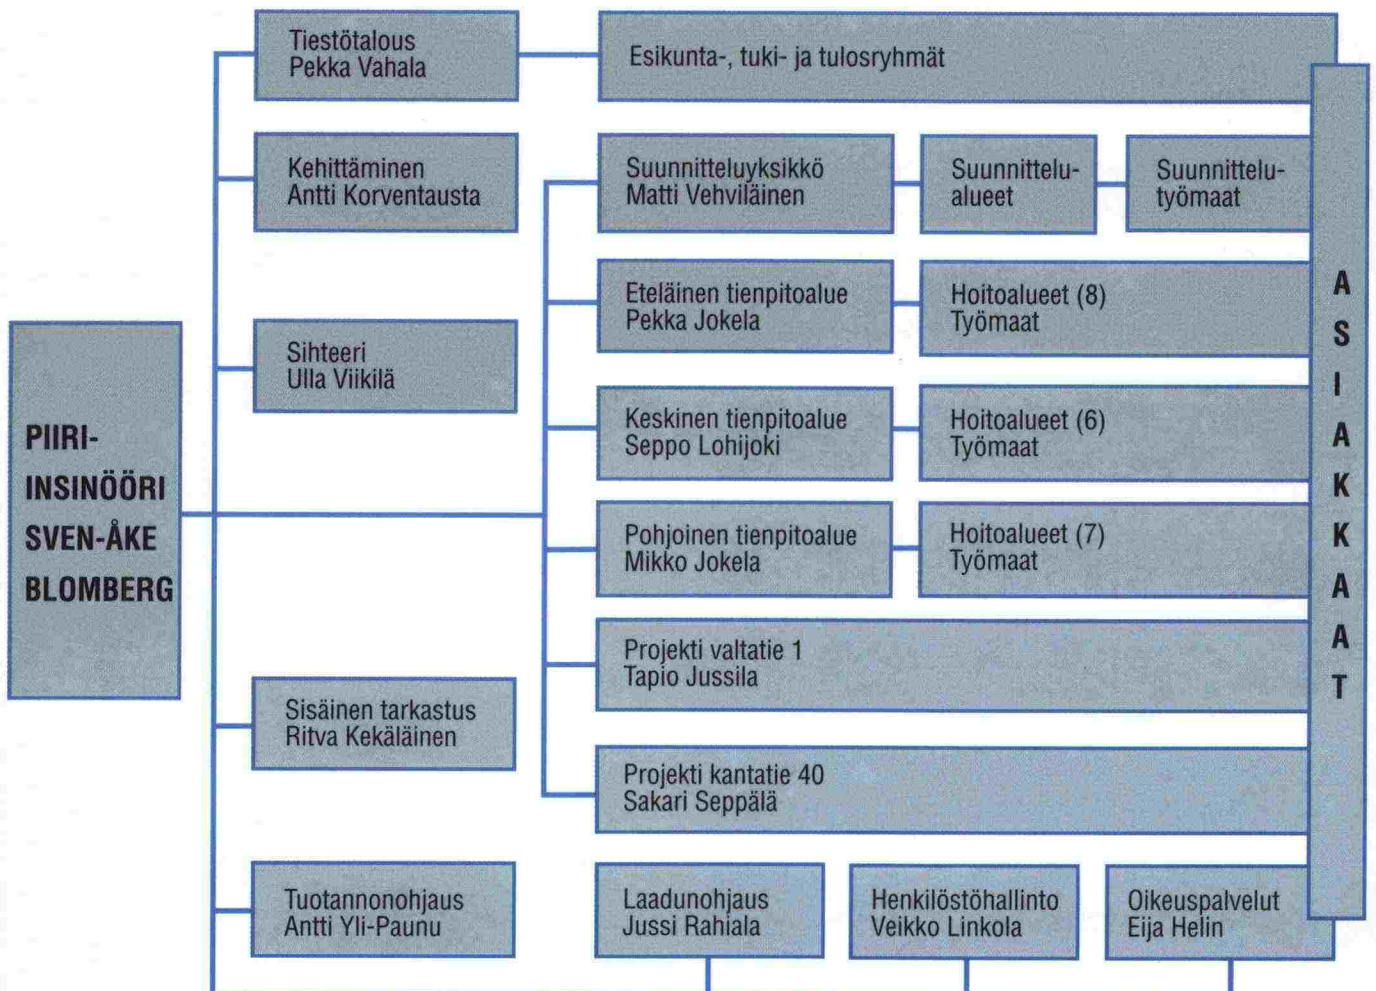 Tiestötalous
Pekka Vahala
Esikunta-, tuki- ja tulosryhmät
Kehittäminen
Antti Korventausta
Suunnitteluyksikkö
Matti Vehviläinen
Suunnittelu-
alueet
Suunnittelu-
työmaat
Eteläinen tienpitoalue
Pekka Jokela
Hoitoalueet (8)
Työmaat
Sihteeri
Ulla Viikilä
Keskinen tienpitoalue
Seppo Lohijoki
Hoitoalueet (6)
Työmaat
PIIRI-
INSINÖÖRI
SVEN-ÅKE
BLOMBERG
Pohjoinen tienpitoalue
Mikko Jokela
Hoitoalueet (7)
Työmaat
Projekti valtatie 1
Tapio Jussila
Sisäinen tarkastus
Ritva Kekäläinen
Projekti kantatie 40
Sakari Seppälä
Tuotannonohjaus
Antti Yli-Paunu
Laadunohjaus
Jussi Rahiala
Henkilöstöhallinto
Veikko Linkola
Oikeuspalvelut
Eija Helin
ASIAKKAAT